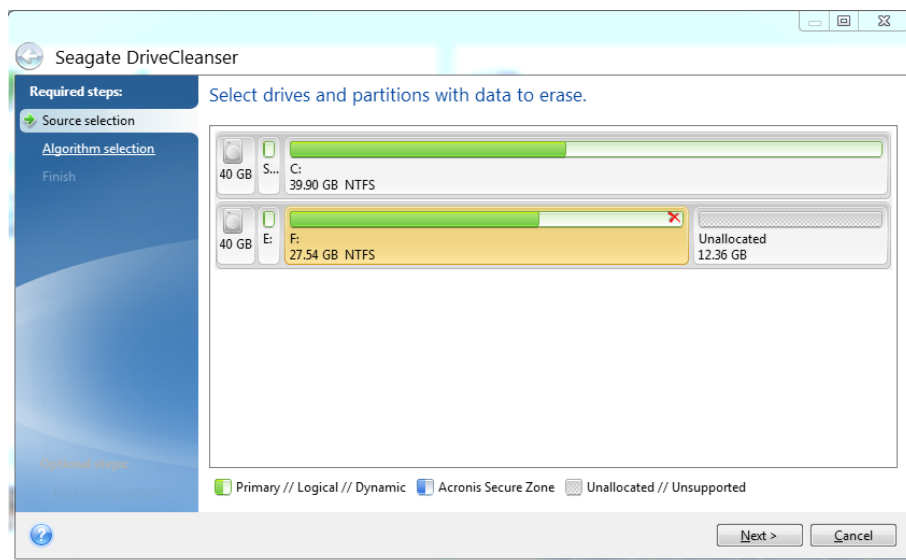 Seagate DriveCleanser
Required steps:
Source selection
Algorithm selection
Finish
Select drives and partitions with data to erase.
40 GB
S...
C:
39.90 GB NTFS
40 GB
E:
F:
27.54 GB NTFS
Unallocated
12.36 GB
Optional steps:
Primary // Logical // Dynamic
Acronis Secure Zone
Unallocated // Unsupported
Next >
Cancel